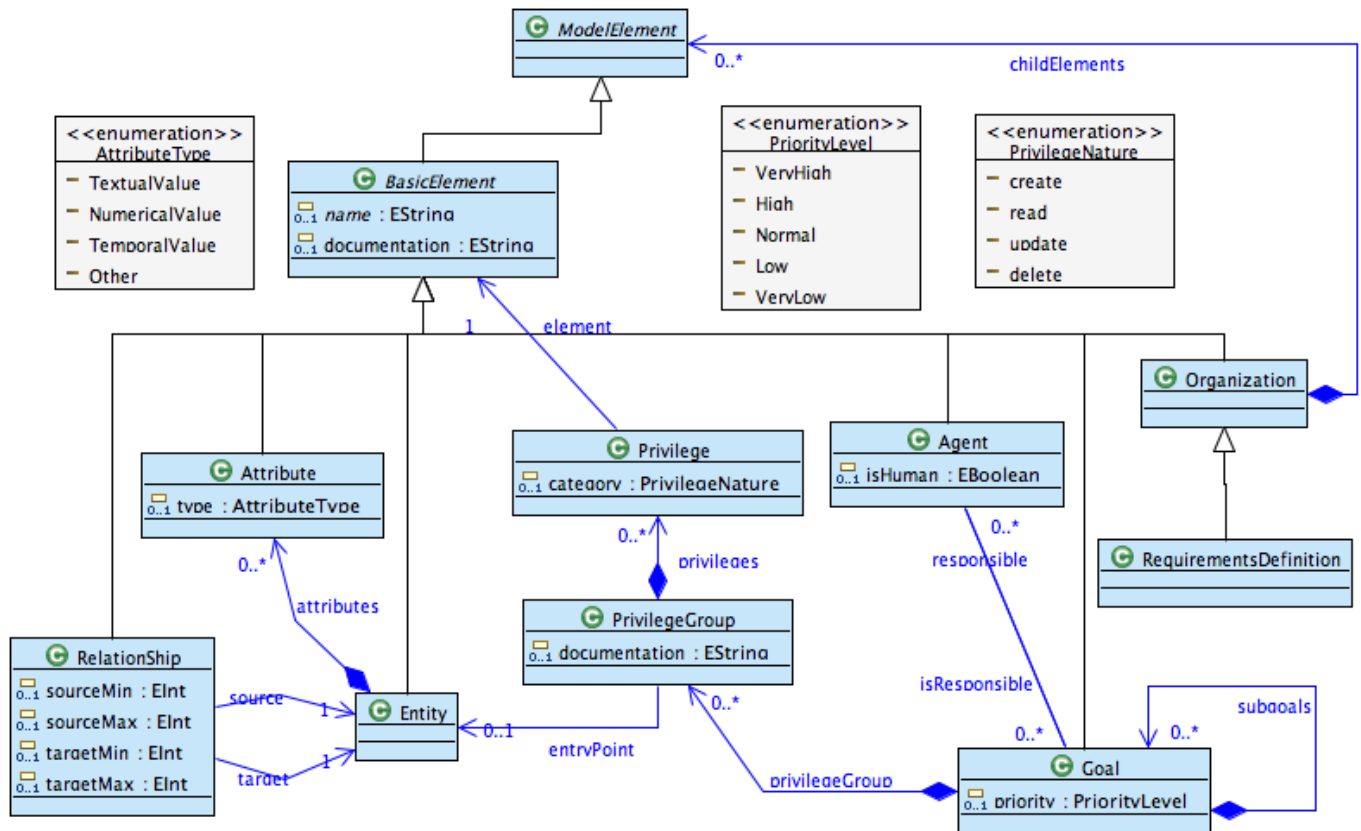 ModelElement
0..*
childElements
<<enumeration>>
AttributeType
TextualValue
NumericalValue
TemporalValue
Other
<<enumeration>>
PriorityLevel
VeryHigh
High
Normal
Low
VeryLow
<<enumeration>>
PrivilegeNature
create
read
update
delete
BasicElement
0..1 name : EString
0..1 documentation : EString
1
element
Organization
Attribute
0..1 type : AttributeType
Privilege
0..1 category : PrivilegeNature
Agent
0..1 isHuman : EBoolean
0..*
attributes
0..*
privileges
0..*
responsible
RequirementsDefinition
PrivilegeGroup
0..1 documentation : EString
RelationShip
0..1 sourceMin : EInt
0..1 sourceMax : EInt
0..1 targetMin : EInt
0..1 targetMax : EInt
source
1
target
1
Entity
0..1
entryPoint
0..*
privilegeGroup
isResponsible
0..*
subgoals
0..*
Goal
0..1 priority : PriorityLevel